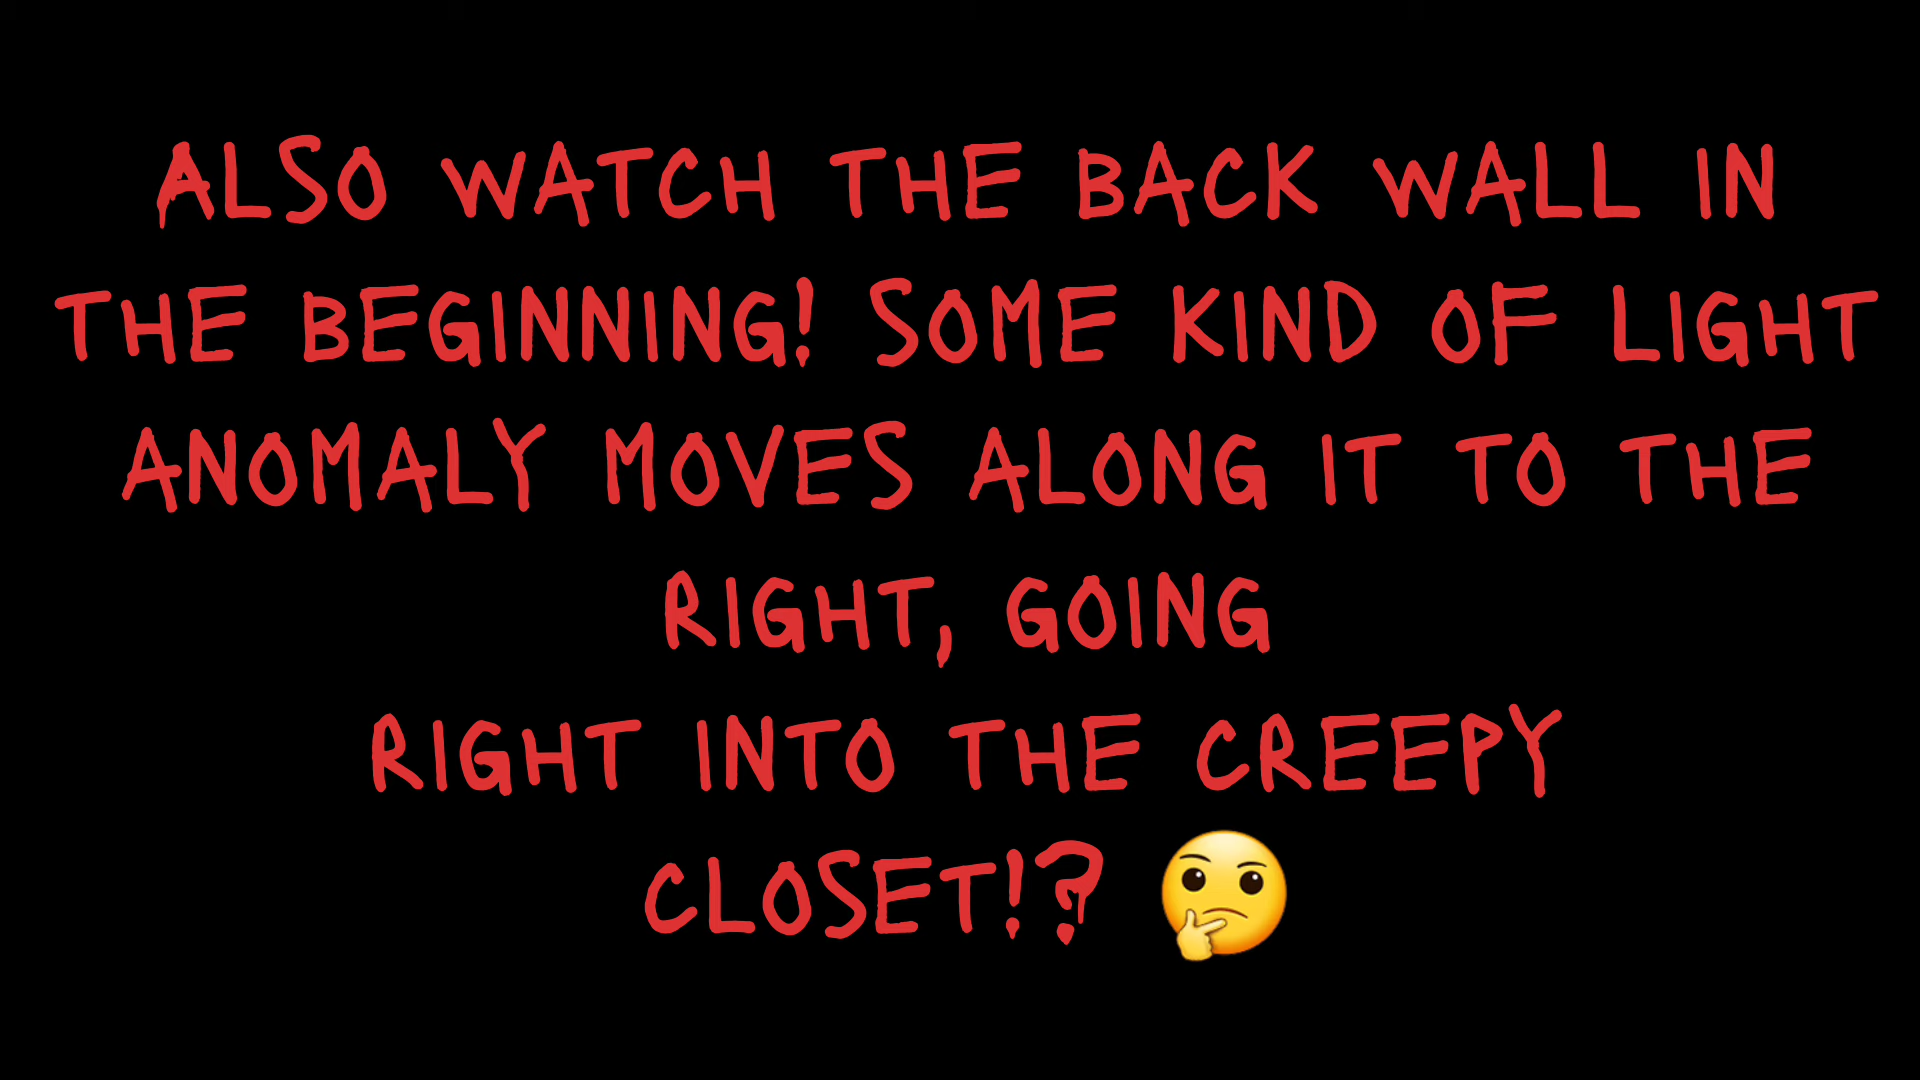 ALSO WATCH THE BACK WALL IN
THE BEGINNING! SOME KIND OF LIGHT
ANOMALY MOVES ALONG IT TO THE
RIGHT, GOING
RIGHT INTO THE CREEPY
CLOSET!? 🤔